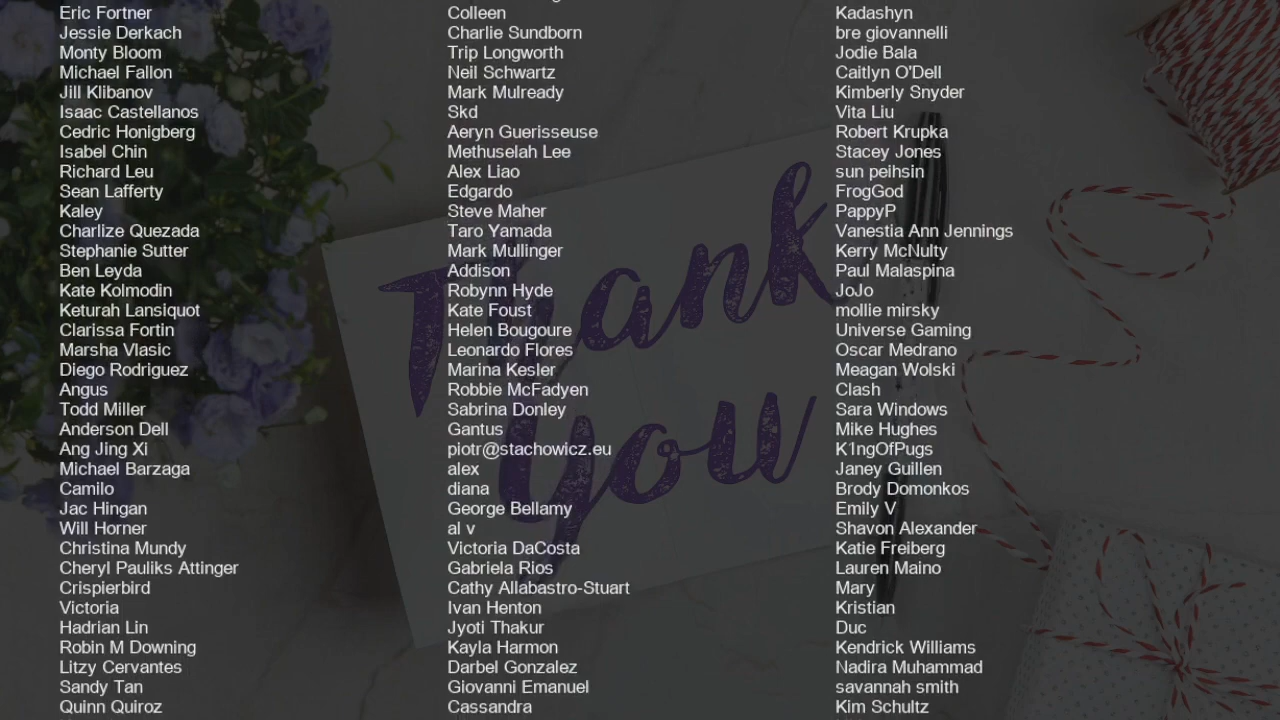 Eric Fortner
Jessie Derkach
Monty Bloom
Michael Fallon
Jill Klibanov
Isaac Castellanos
Cedric Honigberg
Isabel Chin
Richard Leu
Sean Lafferty
Kaley
Charlize Quezada
Stephanie Sutter
Ben Leyda
Kate Kolmodin
Keturah Lansiquot
Clarissa Fortin
Marsha Vlasic
Diego Rodriguez
Angus
Todd Miller
Anderson Dell
Ang Jing Xi
Michael Barzaga
Camilo
Jac Hingan
Will Horner
Christina Mundy
Cheryl Pauliks Attinger
Crispierbird
Victoria
Hadrian Lin
Robin M Downing
Litzy Cervantes
Sandy Tan
Quinn Quiroz
Colleen
Charlie Sundborn
Trip Longworth
Neil Schwartz
Mark Mulready
Skd
Aeryn Guerisseuse
Methuselah Lee
Alex Liao
Edgardo
Steve Maher
Taro Yamada
Mark Mullinger
Addison
Robynn Hyde
Kate Foust
Helen Bougoure
Leonardo Flores
Marina Kesler
Robbie McFadyen
Sabrina Donley
Gantus
piotr@stachowicz.eu
alex
diana
George Bellamy
al v
Victoria DaCosta
Gabriela Rios
Cathy Allabastro-Stuart
Ivan Henton
Jyoti Thakur
Kayla Harmon
Darbel Gonzalez
Giovanni Emanuel
Cassandra
Kadashyn
bre giovannelli
Jodie Bala
Caitlyn O'Dell
Kimberly Snyder
Vita Liu
Robert Krupka
Stacey Jones
sun peihsin
FrogGod
PappyP
Vanestia Ann Jennings
Kerry McNulty
Paul Malaspina
JoJo
mollie mirsky
Universe Gaming
Oscar Medrano
Meagan Wolski
Clash
Sara Windows
Mike Hughes
K1ngOfPugs
Janey Guillen
Brody Domonkos
Emily V
Shavon Alexander
Katie Freiberg
Lauren Maino
Mary
Kristian
Duc
Kendrick Williams
Nadira Muhammad
savannah smith
Kim Schultz
Thank
you